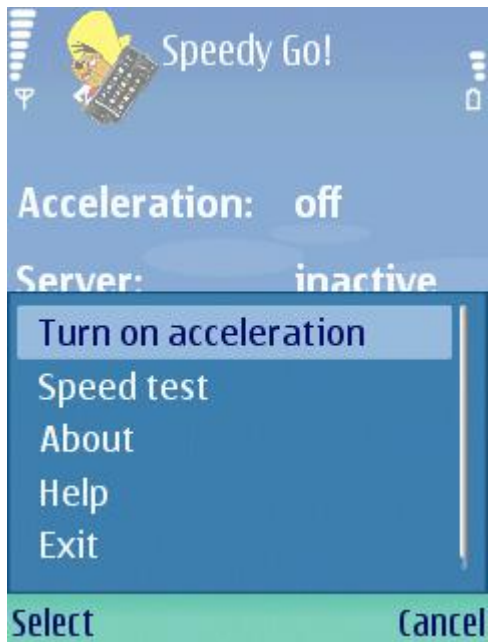 Speedy Go!
Acceleration: off
Server: inactive
Turn on acceleration
Speed test
About
Help
Exit
Select Cancel